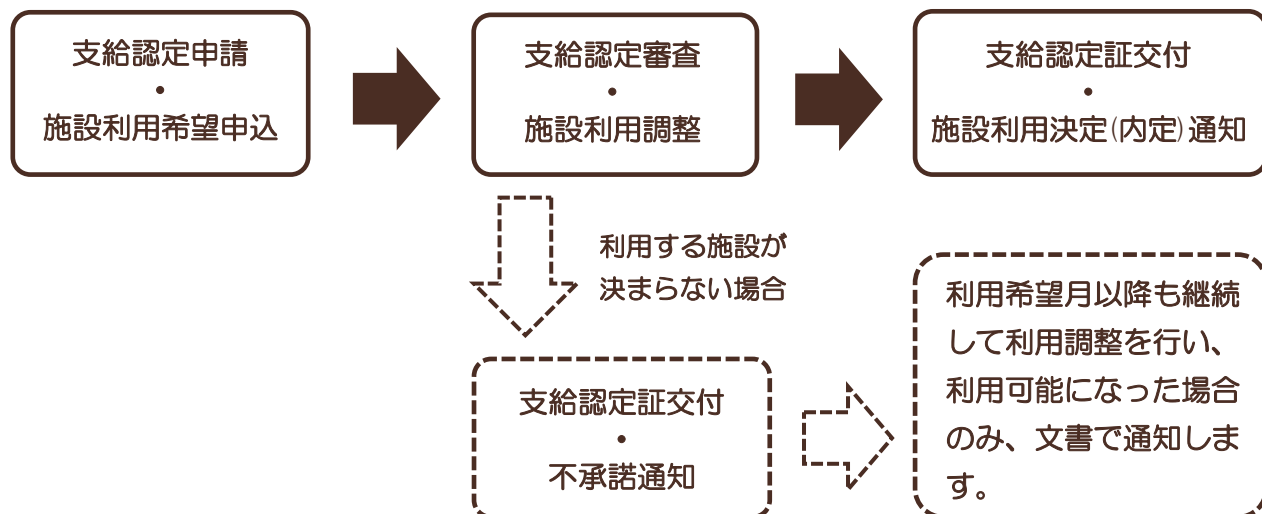 支給認定申請
・
施設利用希望申込
支給認定審査
・
施設利用調整
支給認定証交付
・
施設利用決定(内定)通知
利用する施設が
決まらない場合
支給認定証交付
・
不承諾通知
利用希望月以降も継続
して利用調整を行い、
利用可能になった場合
のみ、文書で通知しま
す。